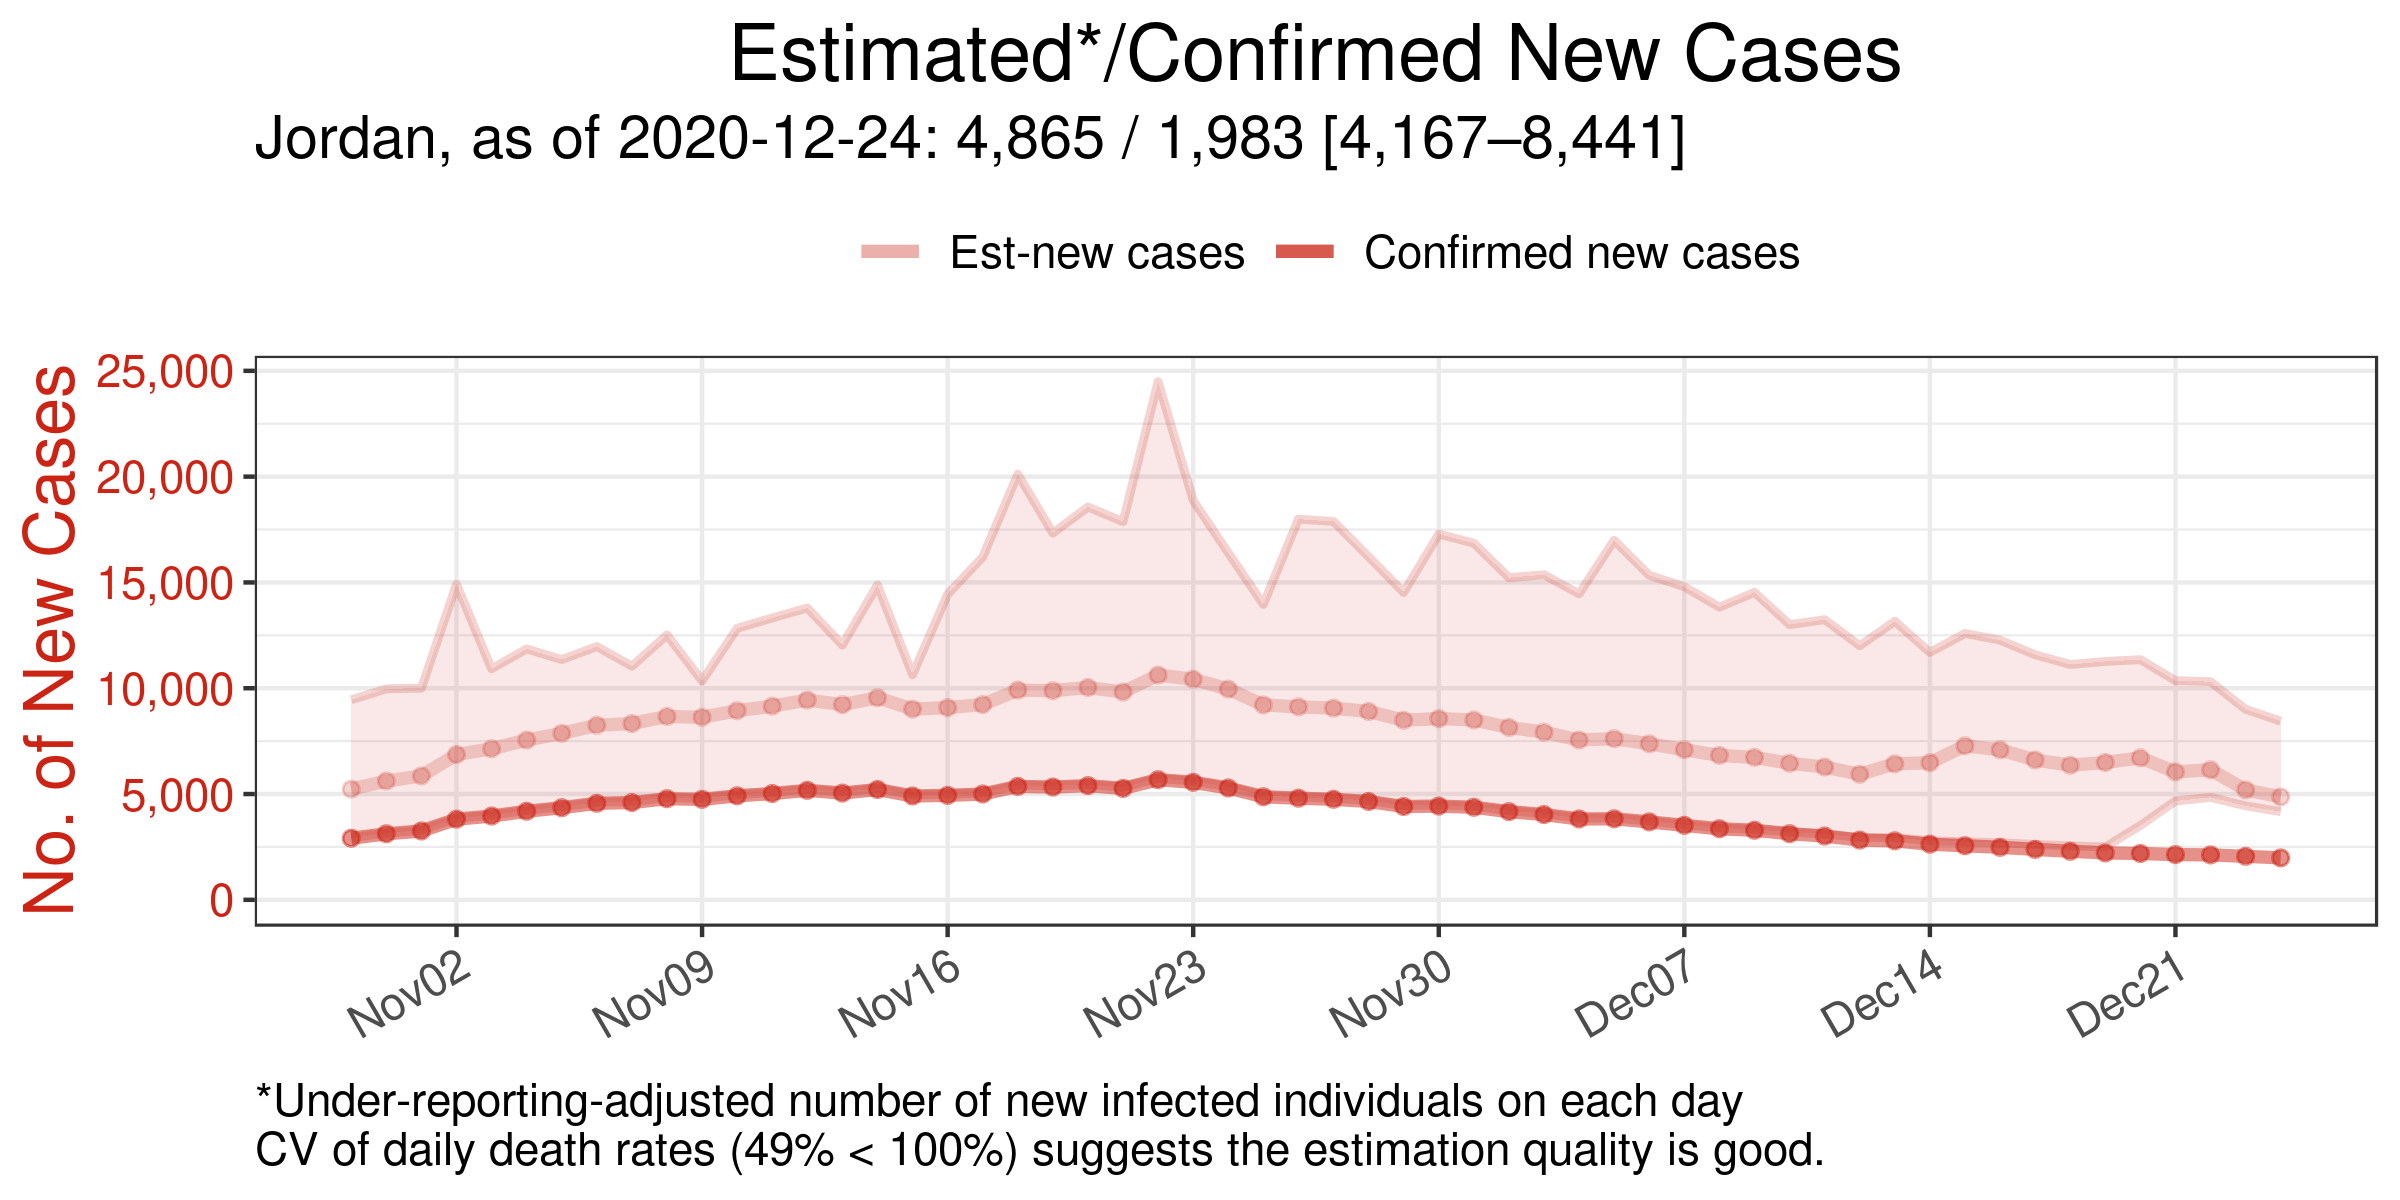 Estimated*/Confirmed New Cases
Jordan, as of 2020-12-24: 4,865 / 1,983 [4,167–8,441]
Est-new cases
Confirmed new cases
No. of New Cases
25,000
20,000
15,000
10,000
5,000
0
Nov02
Nov09
Nov16
Nov23
Nov30
Dec07
Dec14
Dec21
*Under-reporting-adjusted number of new infected individuals on each day
CV of daily death rates (49% < 100%) suggests the estimation quality is good.